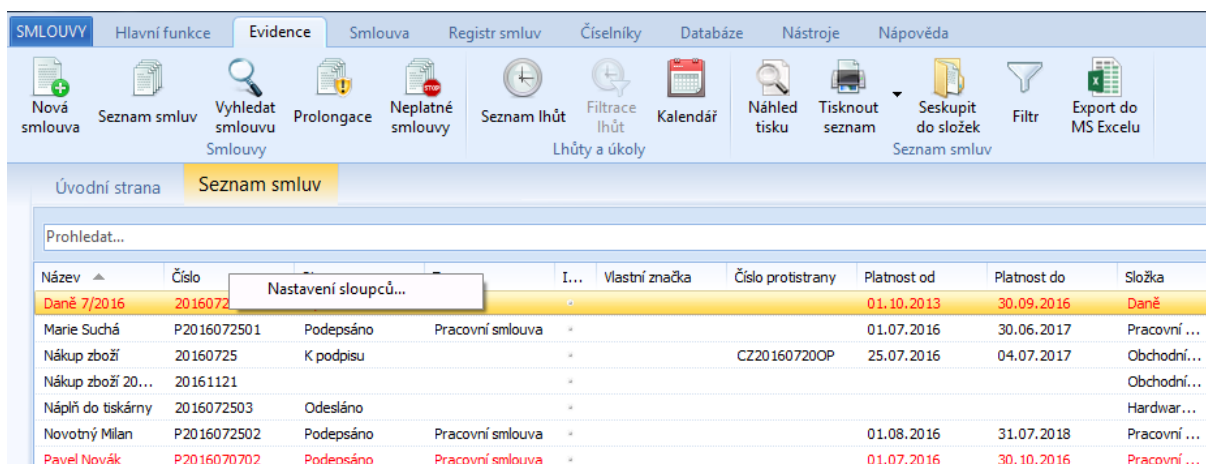 SMLOUVY Hlavní funkce Evidence Smlouva Registr smluv Číselníky Databáze Nástroje Nápověda
Nová smlouva Seznam smluv Vyhledat smlouvu Prolongace Neplatné smlouvy Seznam lhůt Filtrace lhůt Kalendář Náhled tisku Tisknout seznam Seskupit do složek Filtr Export do MS Excelu
Smlouvy Lhůty a úkoly Seznam smluv
Úvodní strana Seznam smluv
Prohledat...
Název Číslo I... Vlastní značka Číslo protistrany Platnost od Platnost do Složka
Nastavení sloupců...
Daně 7/2016 2016072 01.10.2013 30.09.2016 Daně
Marie Suchá P2016072501 Podepsáno Pracovní smlouva 01.07.2016 30.06.2017 Pracovní ...
Nákup zboží 20160725 K podpisu CZ20160720OP 25.07.2016 04.07.2017 Obchodní...
Nákup zboží 20... 20161121 Obchodní...
Náplň do tiskárny 2016072503 Odesláno Hardwar...
Novotný Milan P2016072502 Podepsáno Pracovní smlouva 01.08.2016 31.07.2018 Pracovní ...
Pavel Novák P2016070702 Podepsáno Pracovní smlouva 01.07.2016 30.10.2016 Pracovní ...